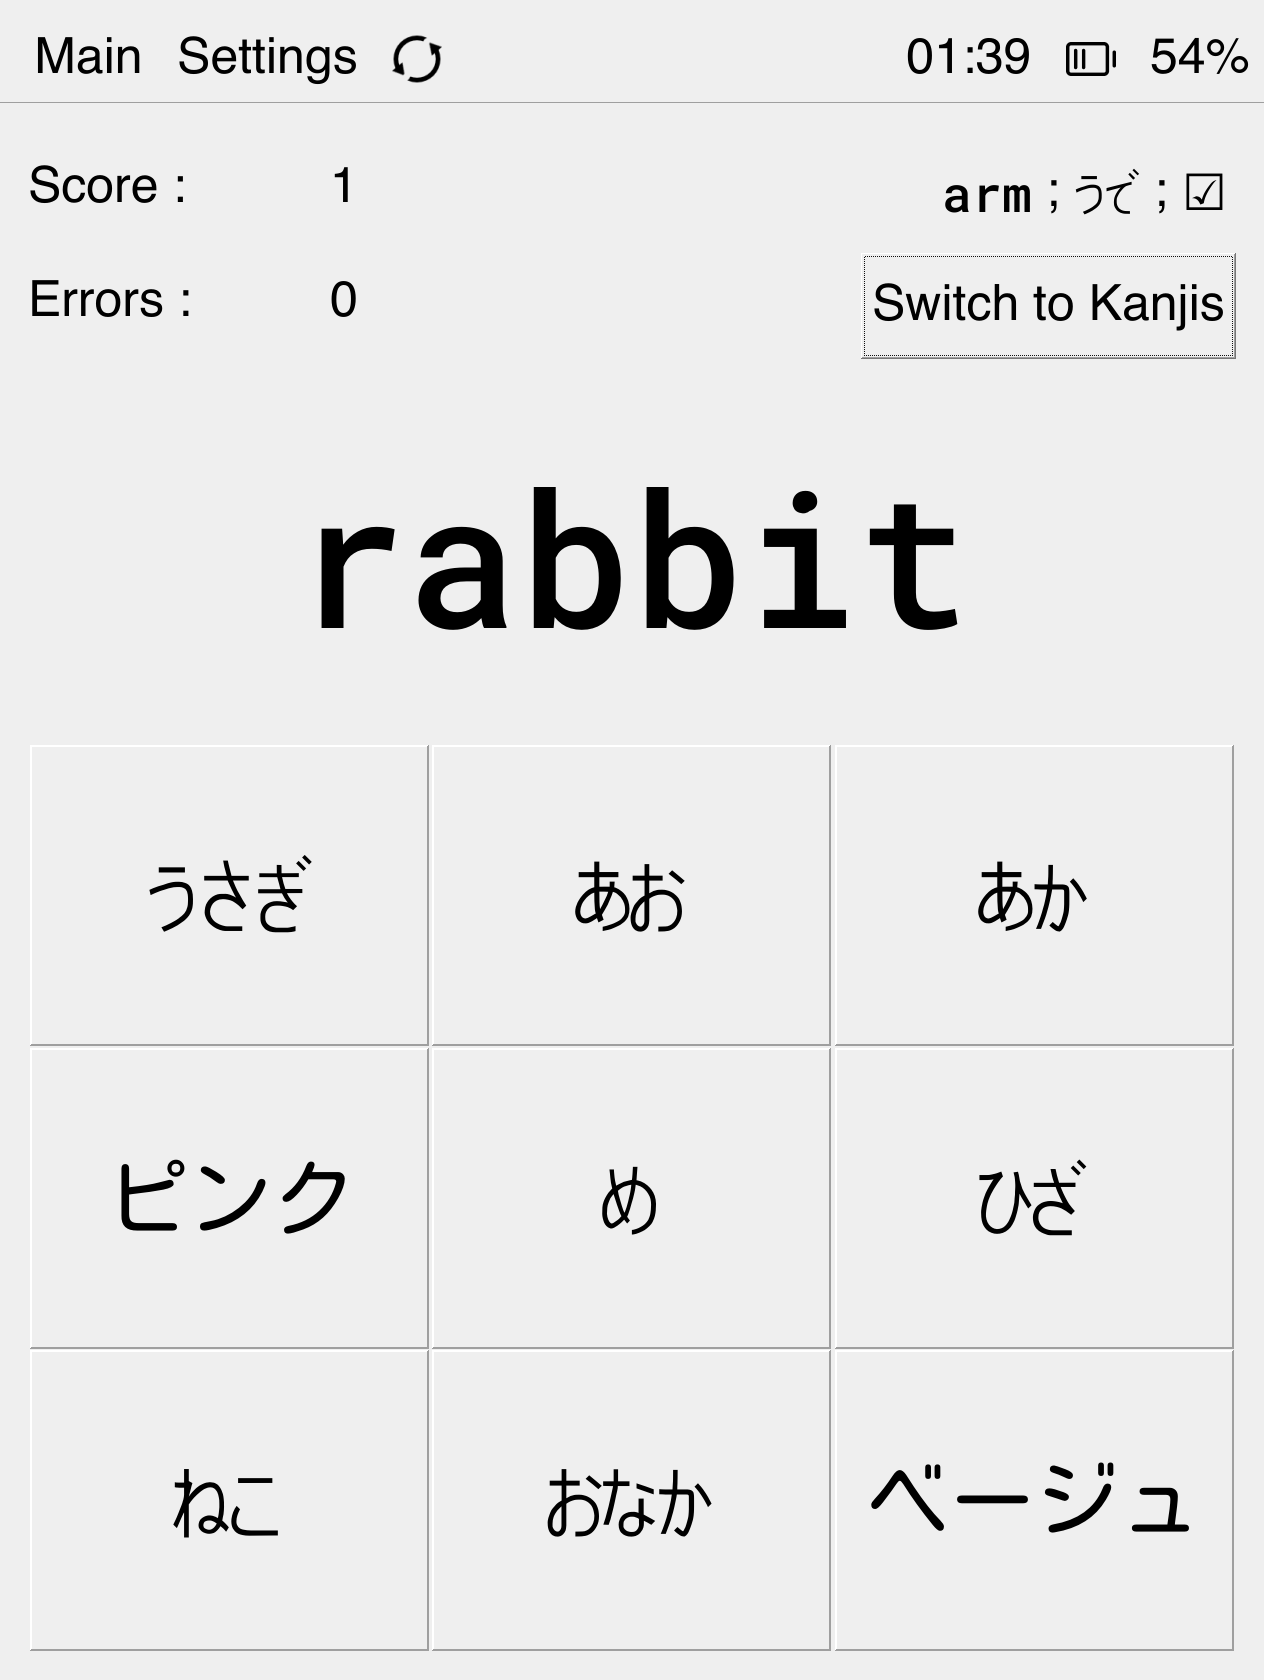 Main Settings 01:39 54%
Score : 1 arm ; うで ; ☑
Errors : 0 Switch to Kanjis
rabbit
うさぎ あお あか
ピンク め ひざ
ねこ おなか ベージュ